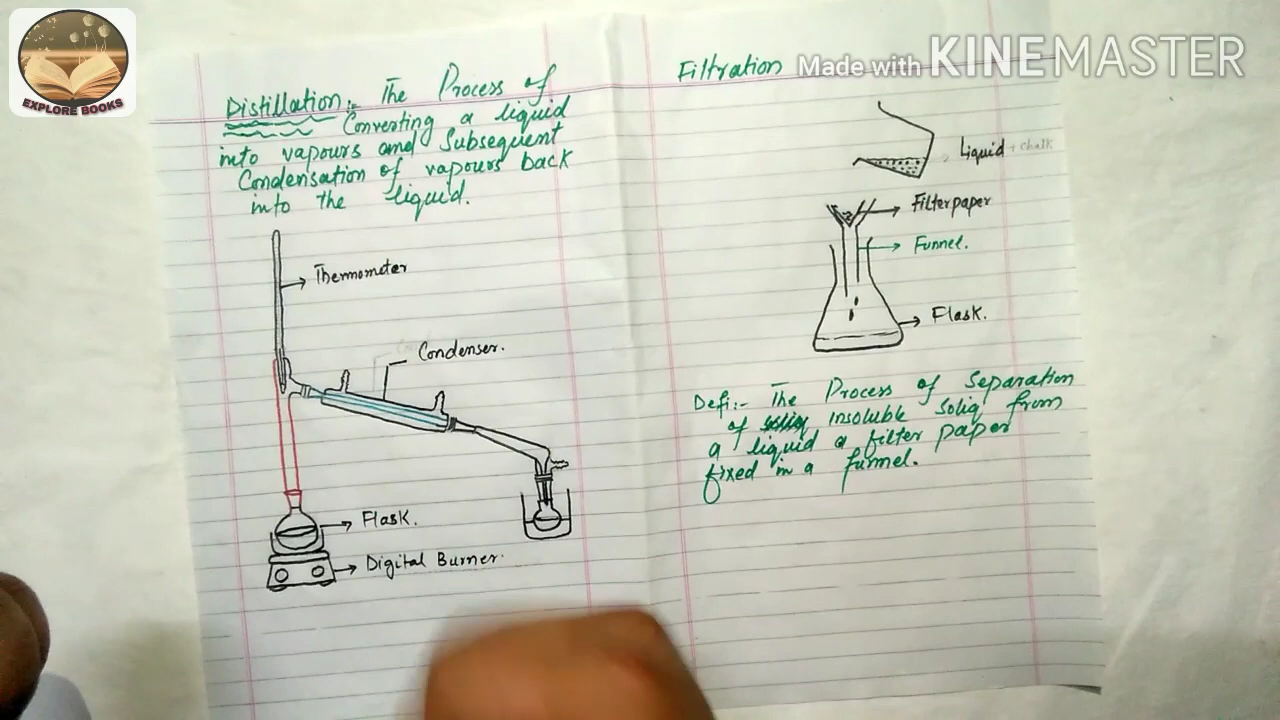 EXPLORE BOOKS
Made with KINEMASTER
Distillation:- The Process of
Converting a liquid
into vapours and Subsequent
Condensation of vapours back
into the liquid.
Thermometer
Condenser.
Flask.
Digital Burner.
Filtration
Liquid + chalk
Filterpaper
Funnel.
Flask.
Defi:- The Process of Separation
of insoluble solid from
a liquid a filter paper
fixed in a funnel.